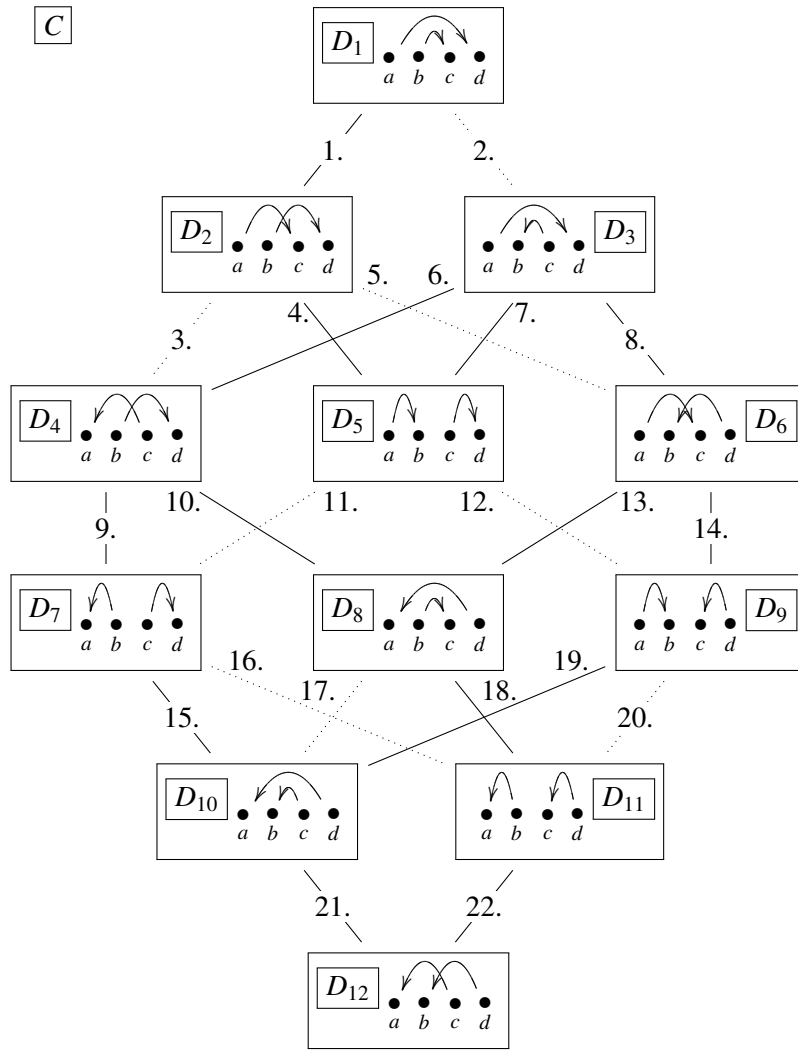 C
D1
a b c d
1. 2.
D2
a b c d
D3
a b c d
5. 6.
3. 4. 7. 8.
D4
a b c d
D5
a b c d
D6
a b c d
9. 10. 11. 12. 13. 14.
D7
a b c d
D8
a b c d
D9
a b c d
16. 19.
15. 17. 18. 20.
D10
a b c d
D11
a b c d
21. 22.
D12
a b c d